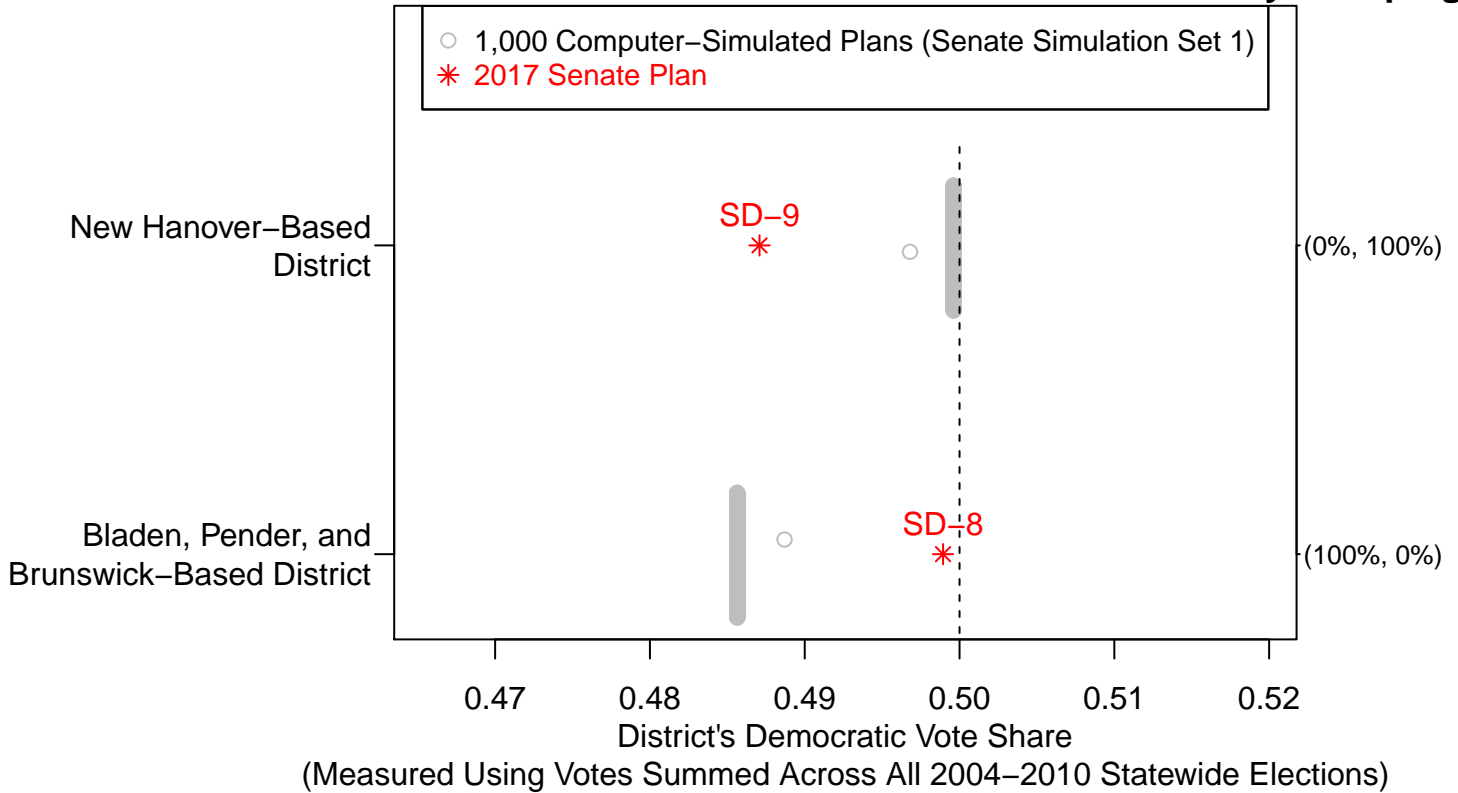 1,000 Computer−Simulated Plans (Senate Simulation Set 1)
2017 Senate Plan
New Hanover−Based
District
SD−9
(0%, 100%)
Bladen, Pender, and
Brunswick−Based District
SD−8
(100%, 0%)
0.47 0.48 0.49 0.50 0.51 0.52
District's Democratic Vote Share
(Measured Using Votes Summed Across All 2004−2010 Statewide Elections)